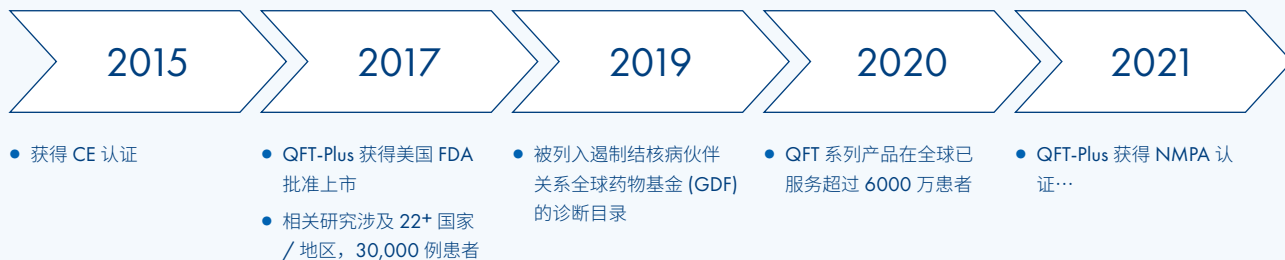 2015
2017
2019
2020
2021
• 获得 CE 认证
• QFT-Plus 获得美国 FDA
批准上市
• 相关研究涉及 22+ 国家
/ 地区，30,000 例患者
• 被列入遏制结核病伙伴
关系全球药物基金 (GDF)
的诊断目录
• QFT 系列产品在全球已
服务超过 6000 万患者
• QFT-Plus 获得 NMPA 认
证…